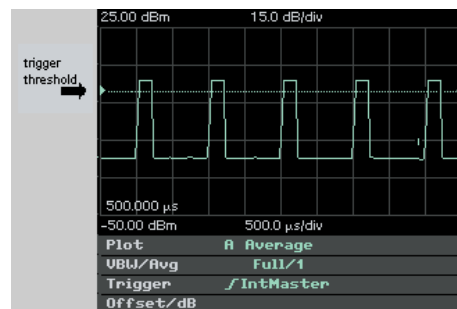 25.00 dBm 15.0 dB/div
trigger
threshold
500.000 µs
-50.00 dBm 500.0 µs/div
Plot A Average
VBW/Avg Full/1
Trigger ƒIntMaster
Offset/dB